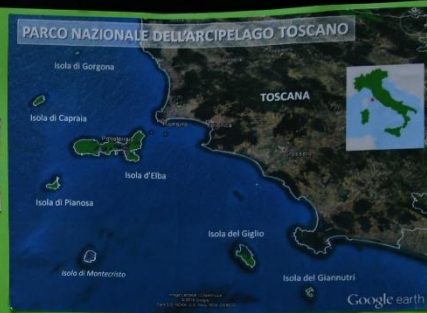 PARCO NAZIONALE DELL'ARCIPELAGO TOSCANO
Isola di Gorgona
TOSCANA
Isola di Capraia
Isola d'Elba
Isola di Pianosa
Isola del Giglio
Isola di Montecristo
Isola del Giannutri
Google earth